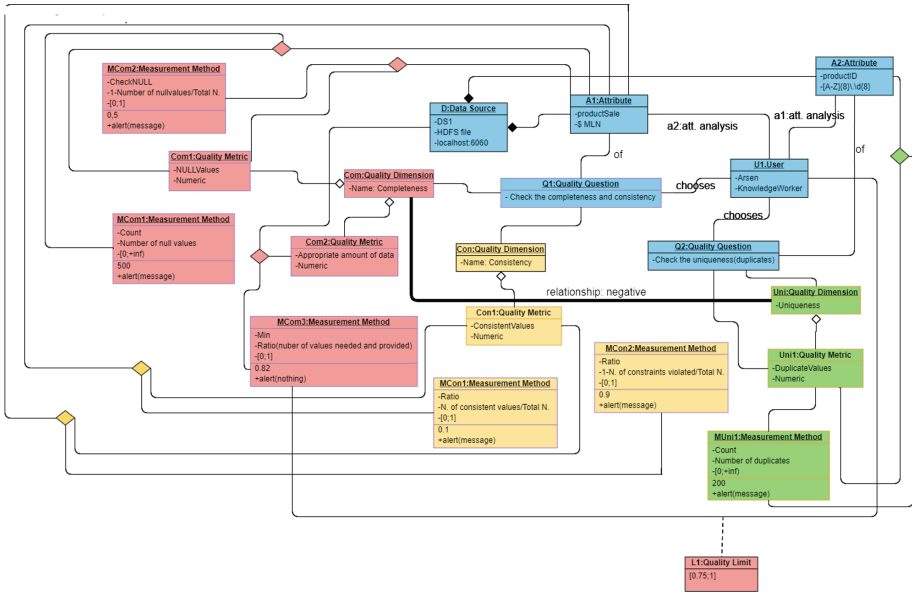 A2:Attribute
-productID
-[A-Z]{8}\.\d{8}
MCom2:Measurement Method
-CheckNULL
-1-Number of nullvalues/Total N.
-[0;1]
0,5
+alert(message)
D:Data Source
-DS1
-HDFS file
-localhost:6060
A1:Attribute
-productSale
-$ MLN
a2:att. analysis
a1:att. analysis
of
of
Com1:Quality Metric
-NULLValues
-Numeric
Com:Quality Dimension
-Name: Completeness
Q1:Quality Question
- Check the completeness and consistency
chooses
U1.User
-Arsen
-KnowledgeWorker
chooses
MCom1:Measurement Method
-Count
-Number of null values
-[0;+inf)
500
+alert(message)
Com2:Quality Metric
-Appropriate amount of data
-Numeric
Con:Quality Dimension
-Name: Consistency
Q2:Quality Question
-Check the uniqueness(duplicates)
relationship: negative
Uni:Quality Dimension
-Uniqueness
MCom3:Measurement Method
-Min
-Ratio(nuber of values needed and provided)
-[0;1]
0.82
+alert(nothing)
Con1:Quality Metric
-ConsistentValues
-Numeric
MCon2:Measurement Method
-Ratio
-1-N. of constraints violated/Total N.
-[0;1]
0.9
+alert(message)
Uni1:Quality Metric
-DuplicateValues
-Numeric
MCon1:Measurement Method
-Ratio
-N. of consistent values/Total N.
-[0;1]
0.1
+alert(message)
MUni1:Measurement Method
-Count
-Number of duplicates
-[0;+inf)
200
+alert(message)
L1:Quality Limit
[0.75;1]